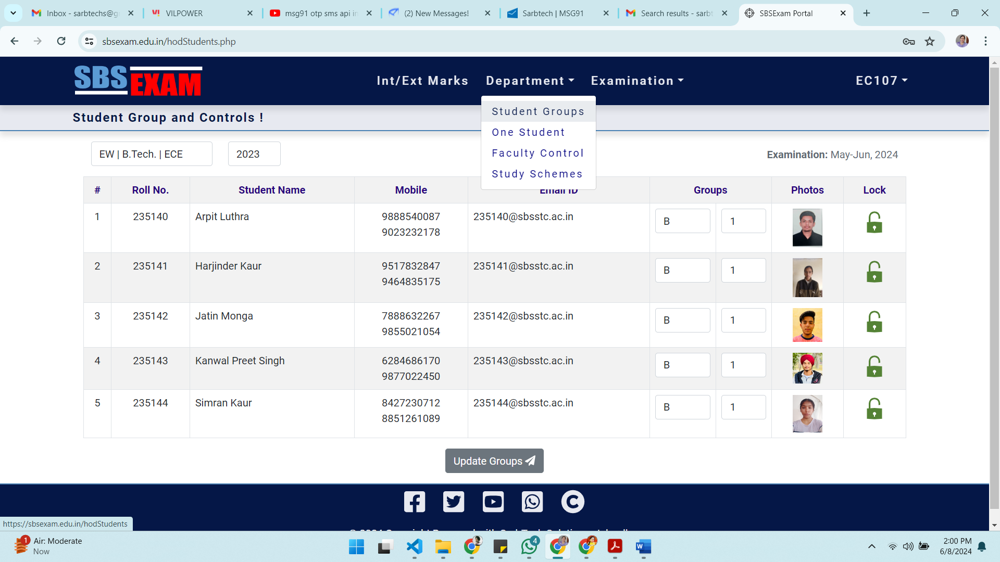 Inbox - sarbtechs@g
VILPOWER
msg91 otp sms api in
(2) New Messages!
Sarbtech | MSG91
Search results - sarbt
SBSExam Portal
sbsexam.edu.in/hodStudents.php
SBS EXAM
Int/Ext Marks
Department
Examination
EC107
Student Group and Controls !
Student Groups
One Student
Faculty Control
Study Schemes
EW | B.Tech. | ECE
2023
Examination: May-Jun, 2024
# Roll No. Student Name Mobile Email ID Groups Photos Lock
1 235140 Arpit Luthra 9888540087 235140@sbsstc.ac.in B 1
9023232178
2 235141 Harjinder Kaur 9517832847 235141@sbsstc.ac.in B 1
9464835175
3 235142 Jatin Monga 7888632267 235142@sbsstc.ac.in B 1
9855021054
4 235143 Kanwal Preet Singh 6284686170 235143@sbsstc.ac.in B 1
9877022450
5 235144 Simran Kaur 8427230712 235144@sbsstc.ac.in B 1
8851261089
Update Groups
https://sbsexam.edu.in/hodStudents
1
Air: Moderate
Now
4
2:00 PM
6/8/2024